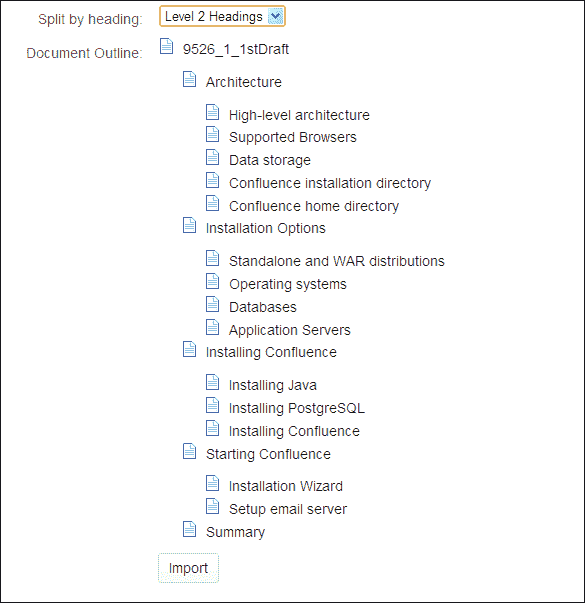 Split by heading: Level 2 Headings
Document Outline: 9526_1_1stDraft
Architecture
High-level architecture
Supported Browsers
Data storage
Confluence installation directory
Confluence home directory
Installation Options
Standalone and WAR distributions
Operating systems
Databases
Application Servers
Installing Confluence
Installing Java
Installing PostgreSQL
Installing Confluence
Starting Confluence
Installation Wizard
Setup email server
Summary
Import